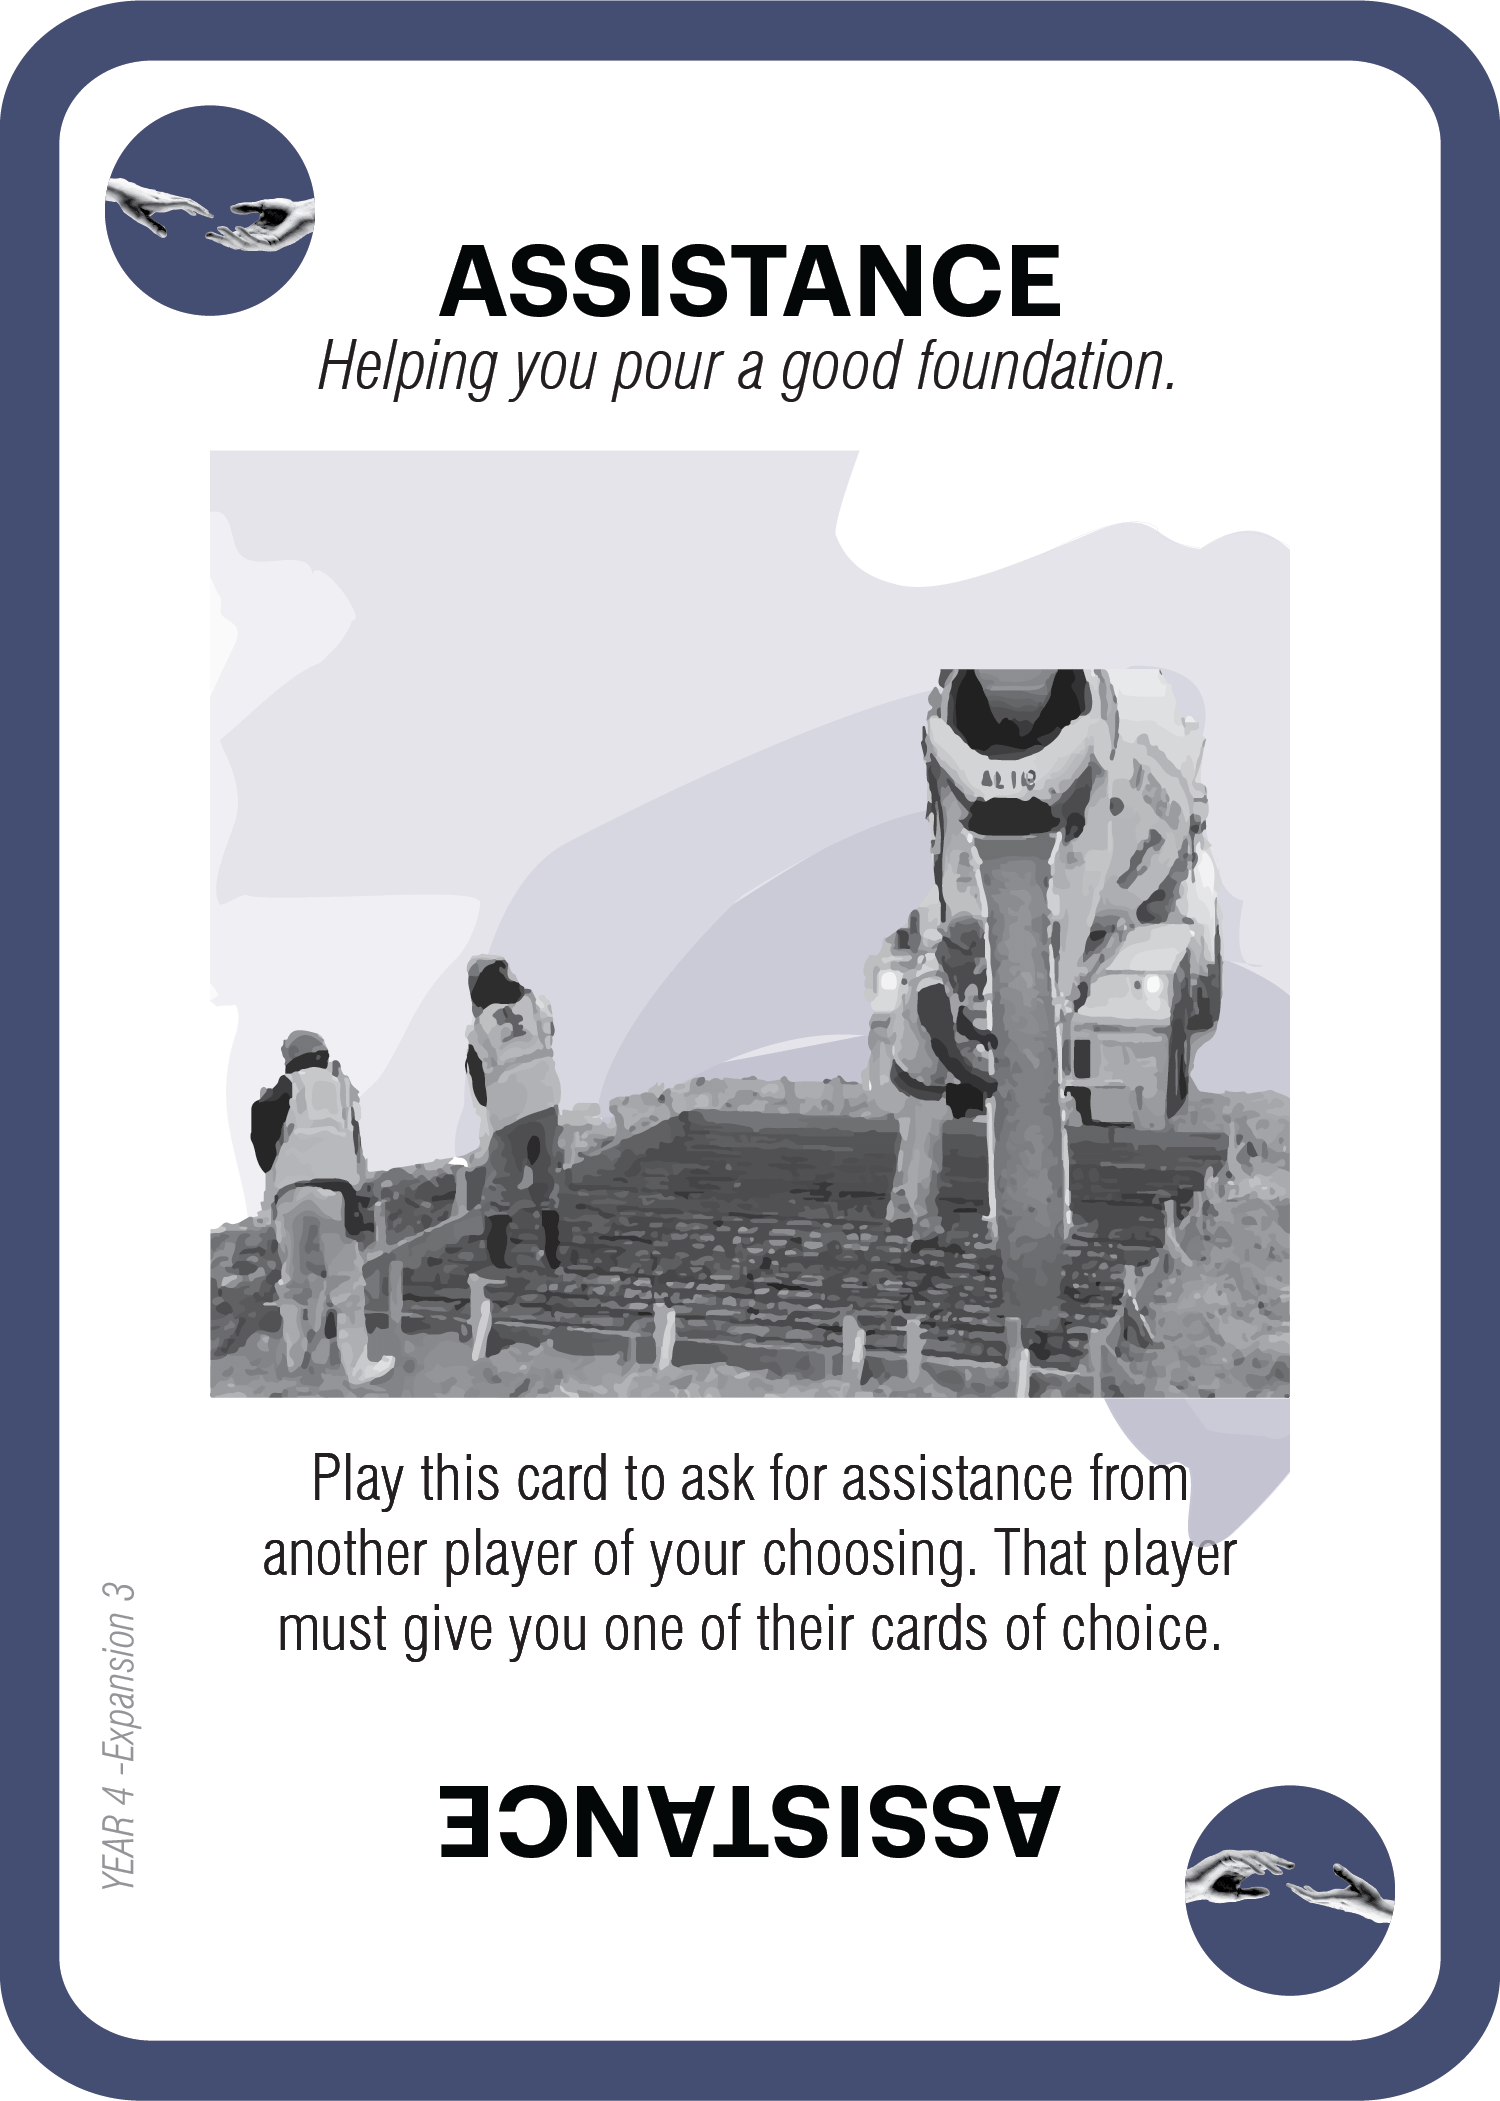 ASSISTANCE
Helping you pour a good foundation.
Play this card to ask for assistance from
another player of your choosing. That player
must give you one of their cards of choice.
YEAR 4 -Expansion 3
ASSISTANCE